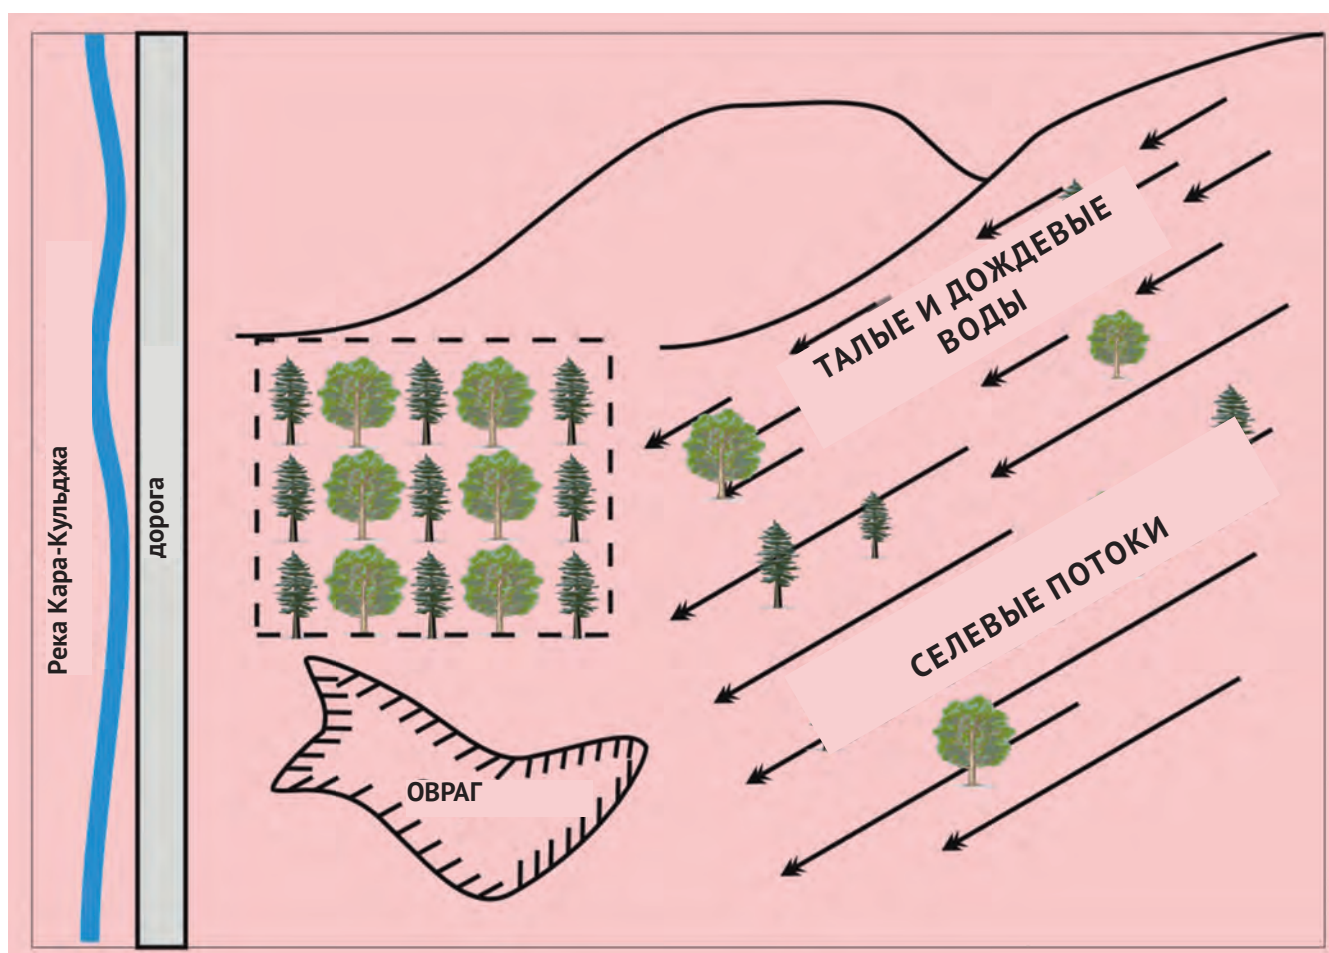 Река Кара-Кульджа
дорога
ТАЛЫЕ И ДОЖДЕВЫЕ
ВОДЫ
СЕЛЕВЫЕ ПОТОКИ
ОВРАГ